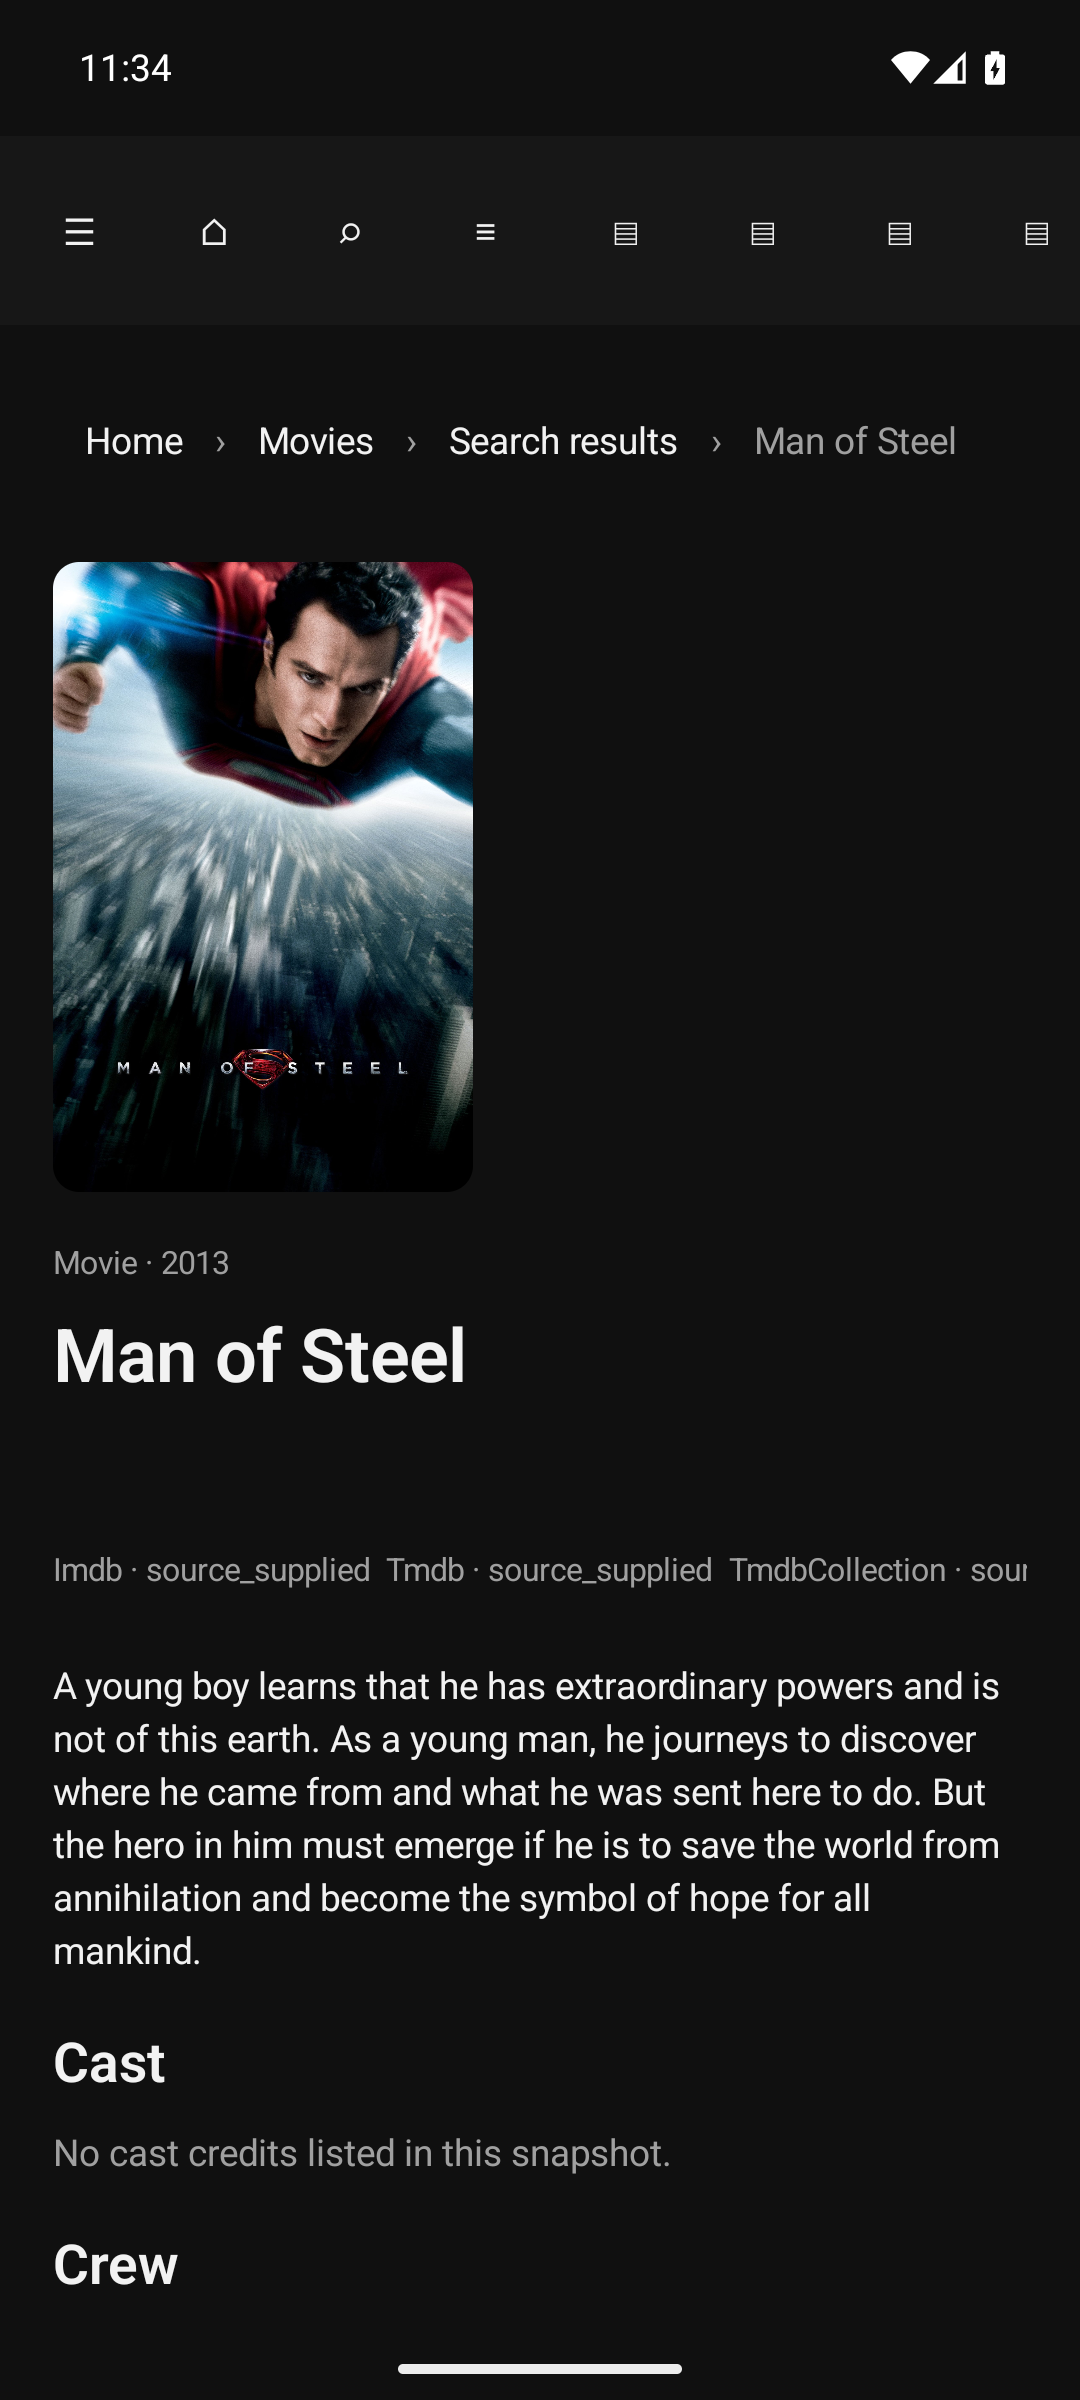 11:34
Home › Movies › Search results › Man of Steel
MAN OF STEEL
Movie · 2013
Man of Steel
Imdb · source_supplied Tmdb · source_supplied TmdbCollection · sour
A young boy learns that he has extraordinary powers and is
not of this earth. As a young man, he journeys to discover
where he came from and what he was sent here to do. But
the hero in him must emerge if he is to save the world from
annihilation and become the symbol of hope for all
mankind.
Cast
No cast credits listed in this snapshot.
Crew